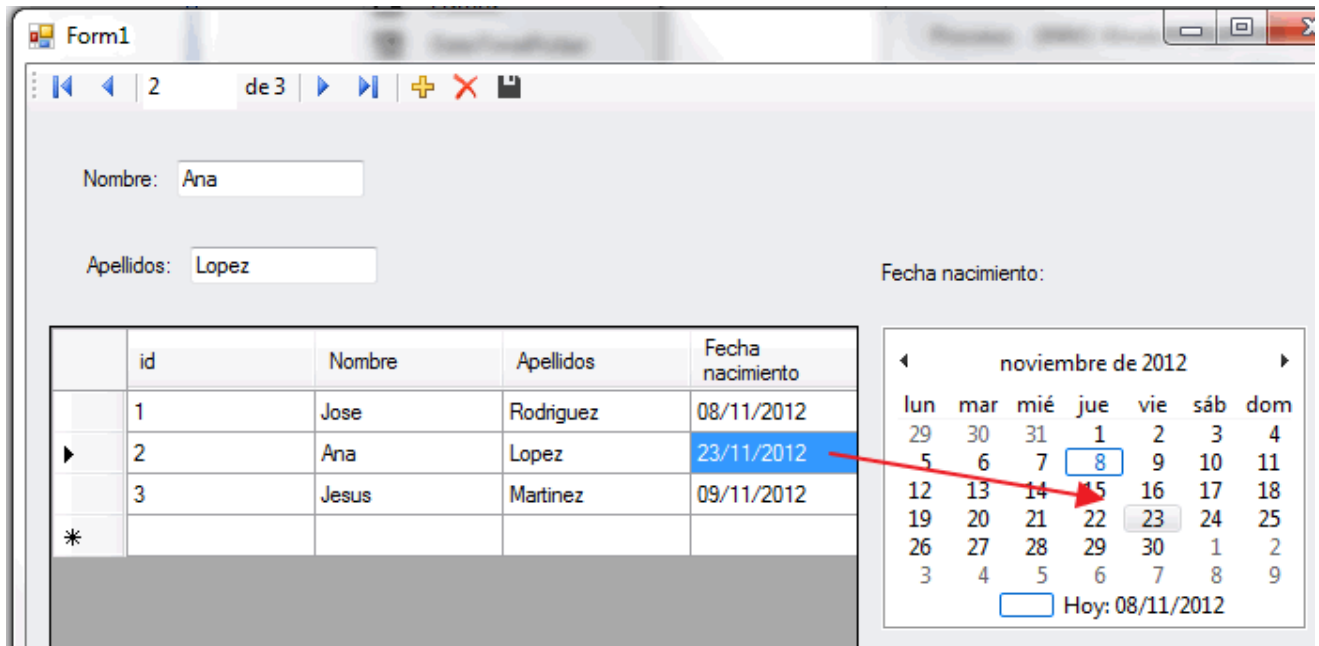 Form1
2 de 3
Nombre: Ana
Apellidos: Lopez
Fecha nacimiento:
id Nombre Apellidos Fecha nacimiento
1 Jose Rodriguez 08/11/2012
2 Ana Lopez 23/11/2012
3 Jesus Martinez 09/11/2012
noviembre de 2012
lun mar mié jue vie sáb dom
29 30 31 1 2 3 4
5 6 7 8 9 10 11
12 13 14 15 16 17 18
19 20 21 22 23 24 25
26 27 28 29 30 1 2
3 4 5 6 7 8 9
Hoy: 08/11/2012